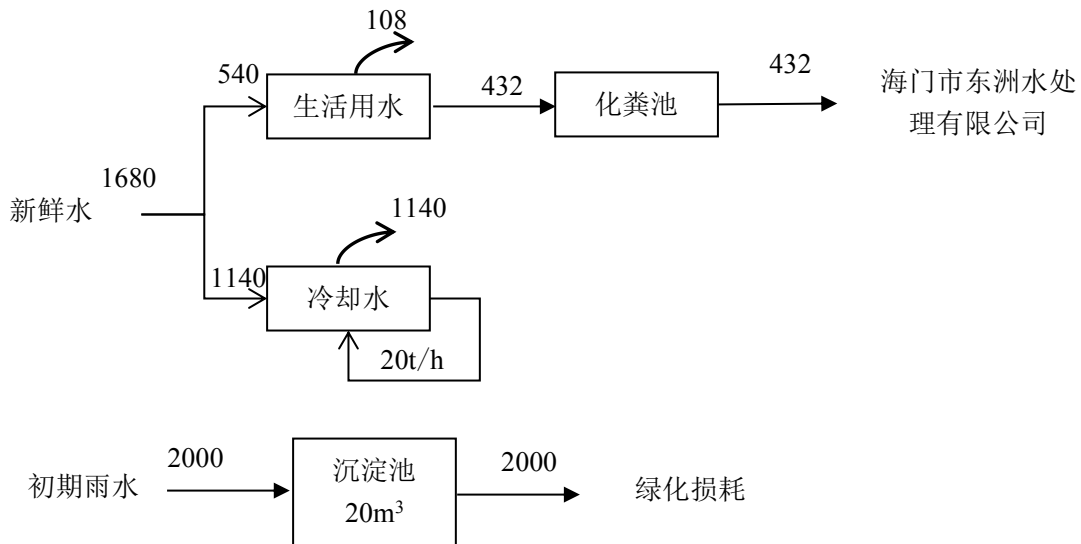 108
540
生活用水
432
化粪池
432
海门市东洲水处
理有限公司
1680
新鲜水
1140
1140
冷却水
20t/h
初期雨水
2000
沉淀池
20m³
2000
绿化损耗